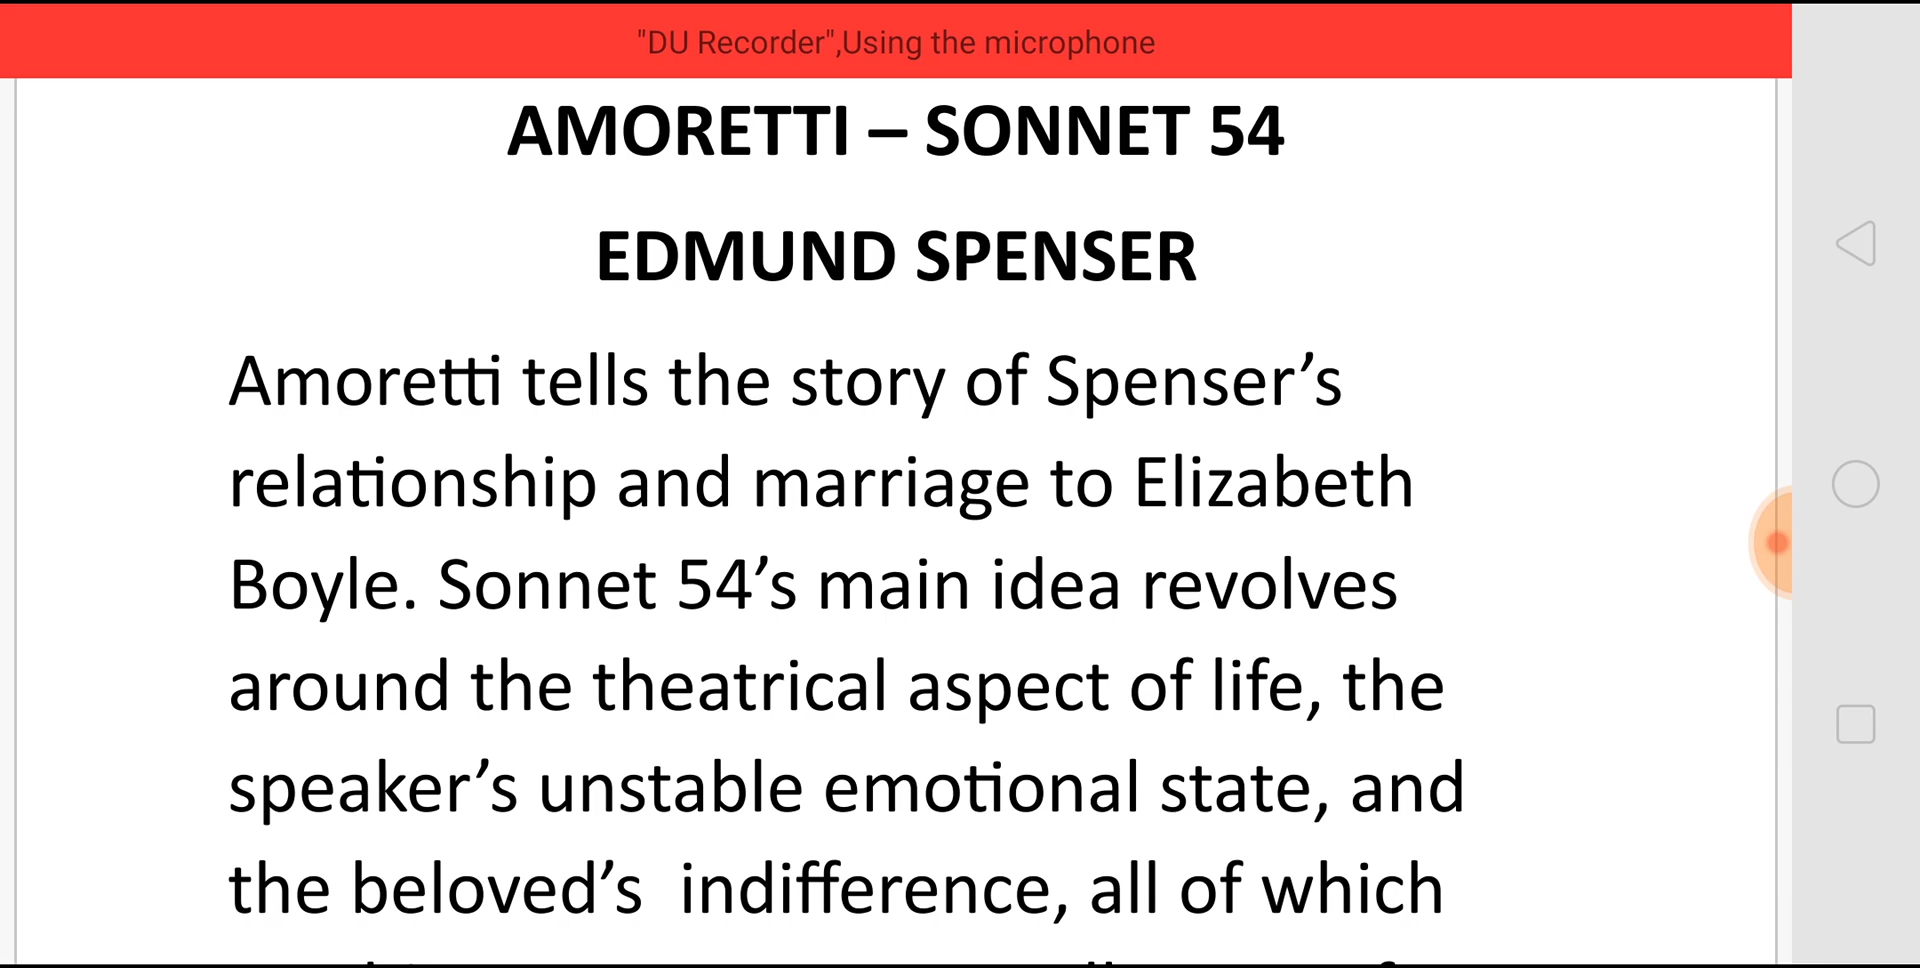 "DU Recorder",Using the microphone
AMORETTI – SONNET 54
EDMUND SPENSER
Amoretti tells the story of Spenser’s
relationship and marriage to Elizabeth
Boyle. Sonnet 54’s main idea revolves
around the theatrical aspect of life, the
speaker’s unstable emotional state, and
the beloved’s  indifference, all of which